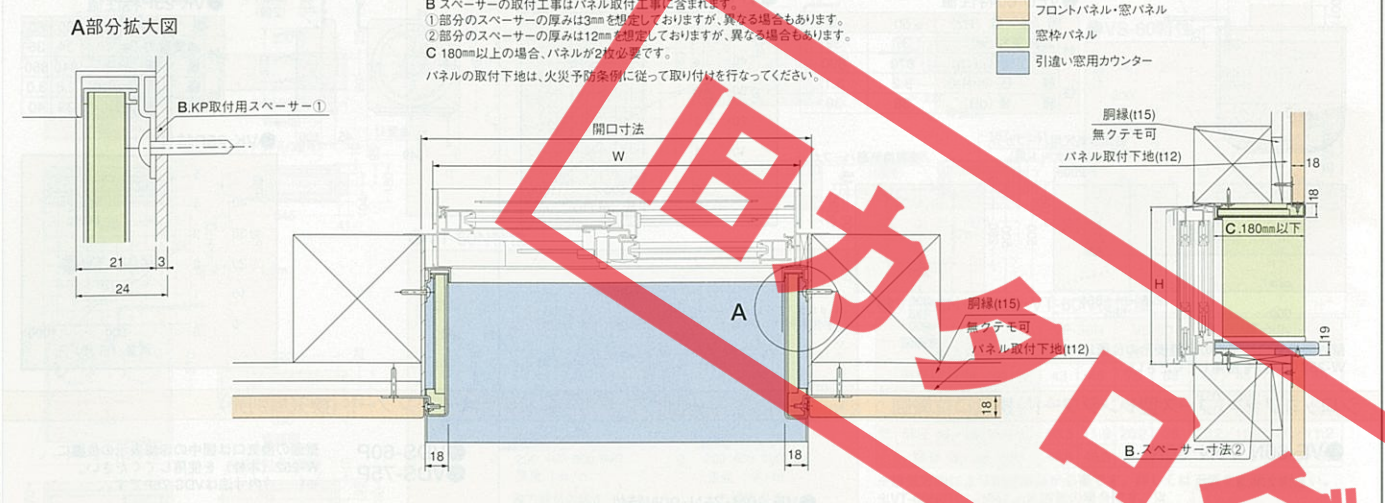 B スペーサーの取付工事はパネル取付工事に含まれます。
①部分のスペーサーの厚みは3mmを想定しておりますが、異なる場合もあります。
②部分のスペーサーの厚みは12mmを想定しておりますが、異なる場合もあります。
C 180mm以上の場合、パネルが2枚必要です。
パネルの取付下地は、火災予防条例に従って取り付けを行なってください。
フロントパネル・窓パネル
窓枠パネル
引違い窓用カウンター
A部分拡大図
B.KP取付用スペーサー①
21
3
24
開口寸法
W
A
胴縁(t15)
無クテモ可
パネル取付下地(t12)
18
18
18
胴縁(t15)
無クテモ可
パネル取付下地(t12)
18
18
C.180mm以下
H
19
B.スペーサー寸法②
旧カタロ